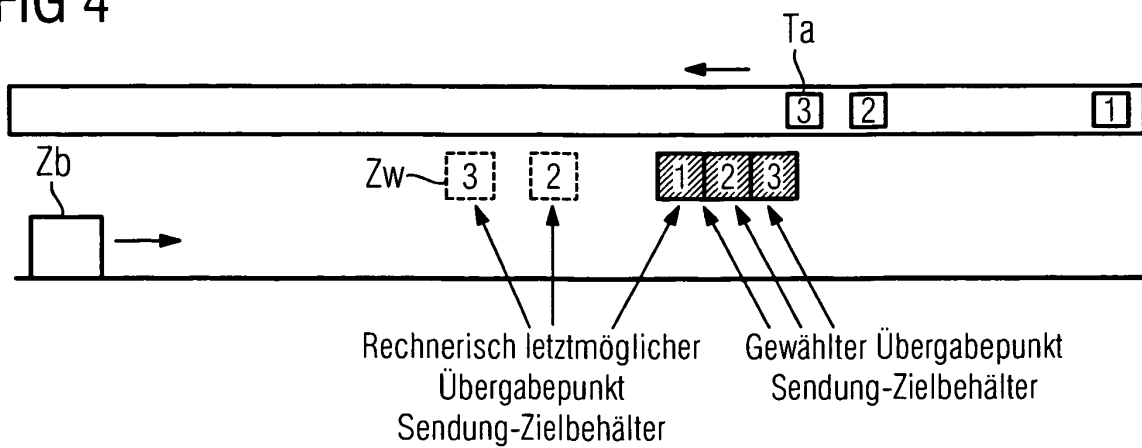 FIG 4
Ta
3 2 1
Zb
Zw 3 2 1 2 3
Rechnerisch letztmöglicher
Übergabepunkt
Sendung-Zielbehälter
Gewählter Übergabepunkt
Sendung-Zielbehälter